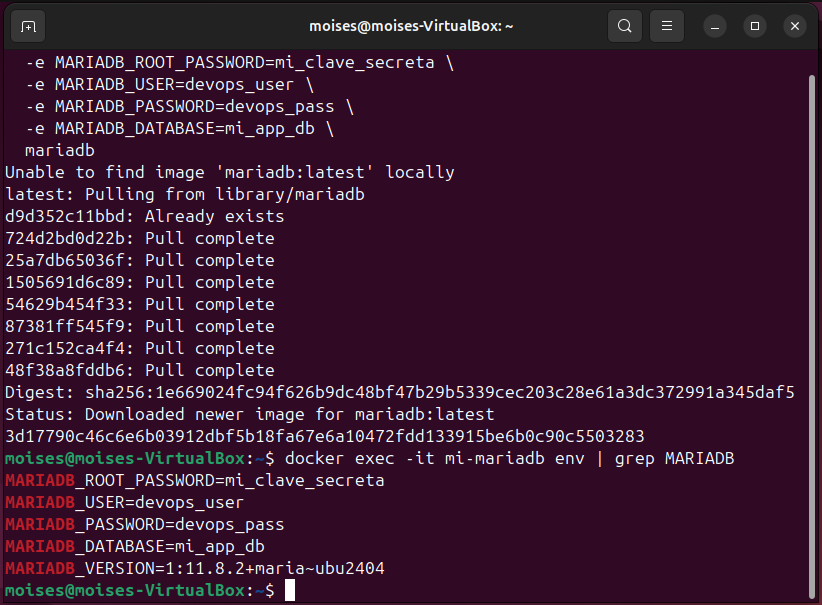 moises@moises-VirtualBox: ~
  -e MARIADB_ROOT_PASSWORD=mi_clave_secreta \
  -e MARIADB_USER=devops_user \
  -e MARIADB_PASSWORD=devops_pass \
  -e MARIADB_DATABASE=mi_app_db \
  mariadb
Unable to find image 'mariadb:latest' locally
latest: Pulling from library/mariadb
d9d352c11bbd: Already exists
724d2bd0d22b: Pull complete
25a7db65036f: Pull complete
1505691d6c89: Pull complete
54629b454f33: Pull complete
87381ff545f9: Pull complete
271c152ca4f4: Pull complete
48f38a8fddb6: Pull complete
Digest: sha256:1e669024fc94f626b9dc48bf47b29b5339cec203c28e61a3dc372991a345daf5
Status: Downloaded newer image for mariadb:latest
3d17790c46c6e6b03912dbf5b18fa67e6a10472fdd133915be6b0c90c5503283
moises@moises-VirtualBox:~$ docker exec -it mi-mariadb env | grep MARIADB
MARIADB_ROOT_PASSWORD=mi_clave_secreta
MARIADB_USER=devops_user
MARIADB_PASSWORD=devops_pass
MARIADB_DATABASE=mi_app_db
MARIADB_VERSION=1:11.8.2+maria~ubu2404
moises@moises-VirtualBox:~$